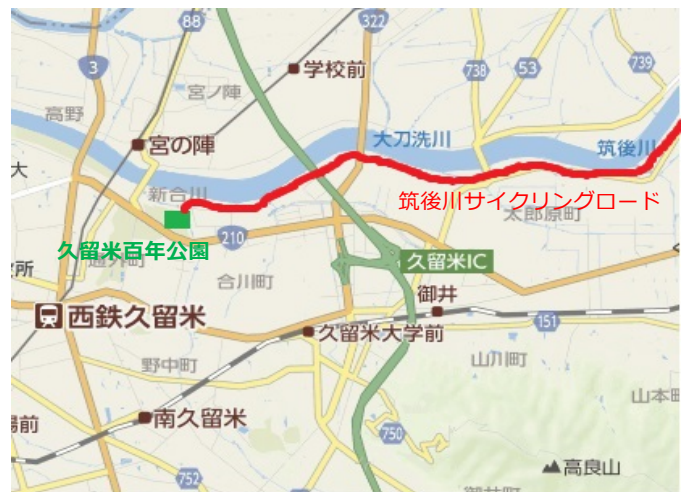 88
322
3
学校前
宮ノ陣
738
53
739
高野
大刀洗川
宮の陣
筑後川
大
新合川
筑後川サイクリングロード
太郎原町
210
久留米百年公園
合川町
久留米IC
御井
西鉄久留米
久留米大学前
151
野中町
山川町
山本
南久留米
750
高良山
752
御井町